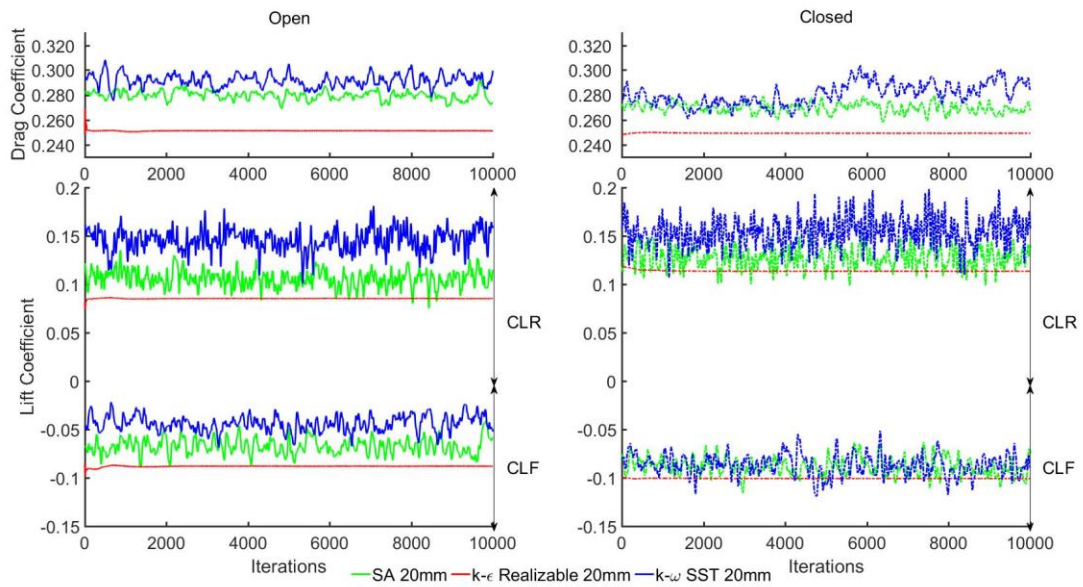 Open
Closed
Drag Coefficient
0.320
0.300
0.280
0.260
0.240
0 2000 4000 6000 8000 10000
0.320
0.300
0.280
0.260
0.240
0 2000 4000 6000 8000 10000
Lift Coefficient
0.2
0.15
0.1
0.05
0
-0.05
-0.1
-0.15
0 2000 4000 6000 8000 10000
Iterations
CLR
CLF
0.2
0.15
0.1
0.05
0
-0.05
-0.1
-0.15
0 2000 4000 6000 8000 10000
Iterations
CLR
CLF
SA 20mm k-ϵ Realizable 20mm k-ω SST 20mm